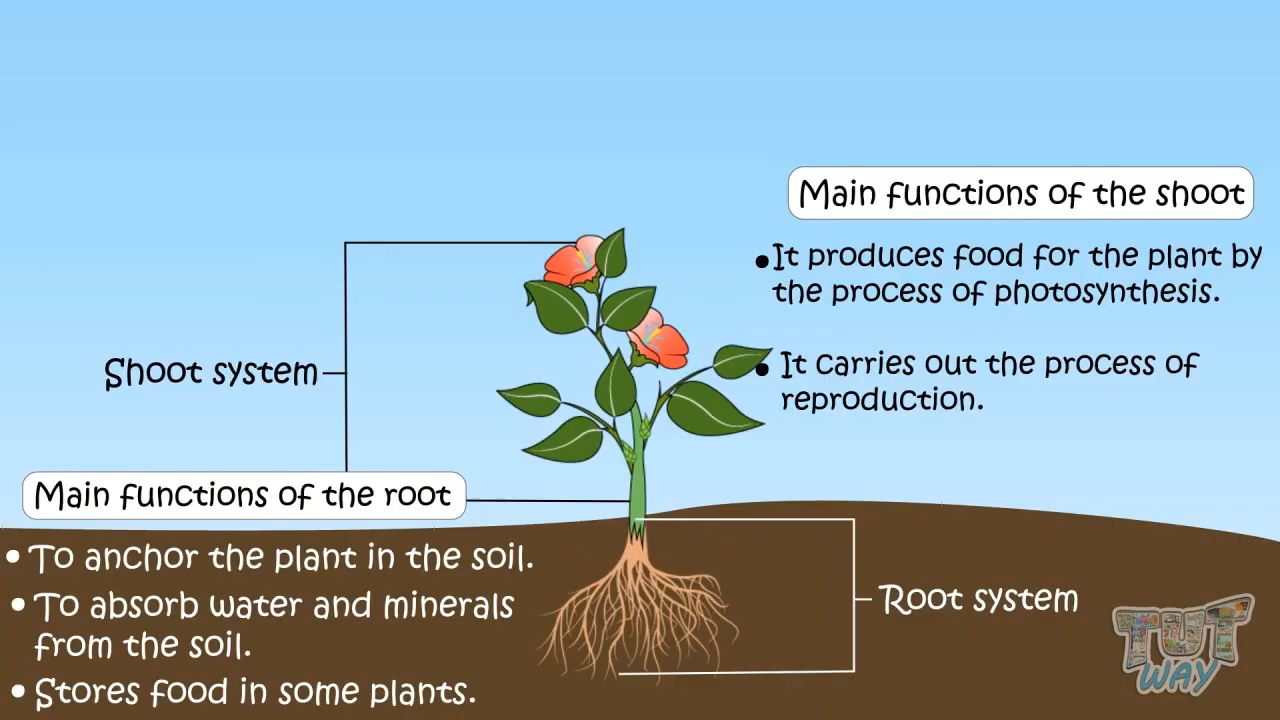 Main functions of the shoot
•It produces food for the plant by
the process of photosynthesis.
• It carries out the process of
reproduction.
Shoot system
Main functions of the root
• To anchor the plant in the soil.
• To absorb water and minerals
from the soil.
• Stores food in some plants.
Root system
TUT
WAY